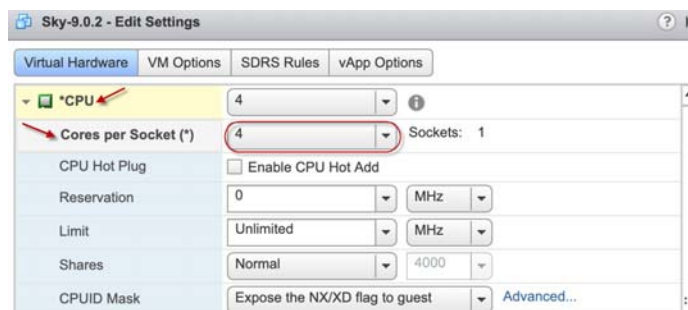 Sky-9.0.2 - Edit Settings ?
Virtual Hardware VM Options SDRS Rules vApp Options
*CPU 4
Cores per Socket (*) 4 Sockets: 1
CPU Hot Plug Enable CPU Hot Add
Reservation 0 MHz
Limit Unlimited MHz
Shares Normal 4000
CPUID Mask Expose the NX/XD flag to guest Advanced...